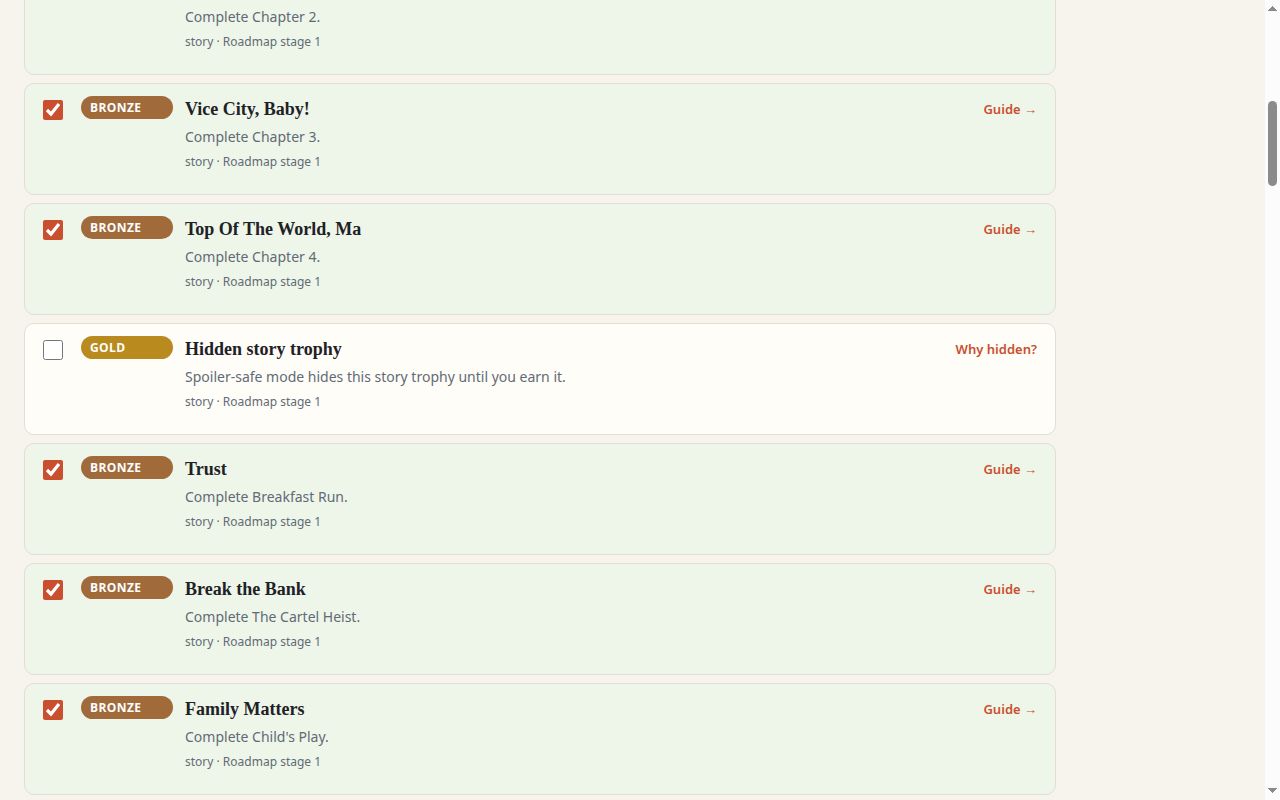 Complete Chapter 2.
story · Roadmap stage 1
BRONZE
Vice City, Baby!
Guide →
Complete Chapter 3.
story · Roadmap stage 1
BRONZE
Top Of The World, Ma
Guide →
Complete Chapter 4.
story · Roadmap stage 1
GOLD
Hidden story trophy
Why hidden?
Spoiler-safe mode hides this story trophy until you earn it.
story · Roadmap stage 1
BRONZE
Trust
Guide →
Complete Breakfast Run.
story · Roadmap stage 1
BRONZE
Break the Bank
Guide →
Complete The Cartel Heist.
story · Roadmap stage 1
BRONZE
Family Matters
Guide →
Complete Child's Play.
story · Roadmap stage 1